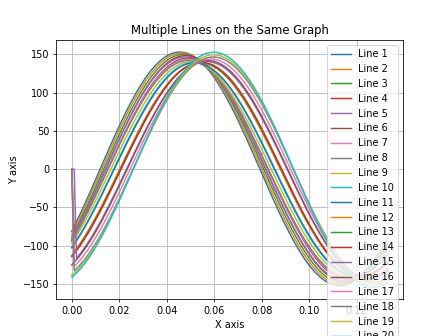 Multiple Lines on the Same Graph
150
100
50
0
−50
−100
−150
Y axis
0.00
0.02
0.04
0.06
0.08
0.10
X axis
Line 1
Line 2
Line 3
Line 4
Line 5
Line 6
Line 7
Line 8
Line 9
Line 10
Line 11
Line 12
Line 13
Line 14
Line 15
Line 16
Line 17
Line 18
Line 19
Line 20